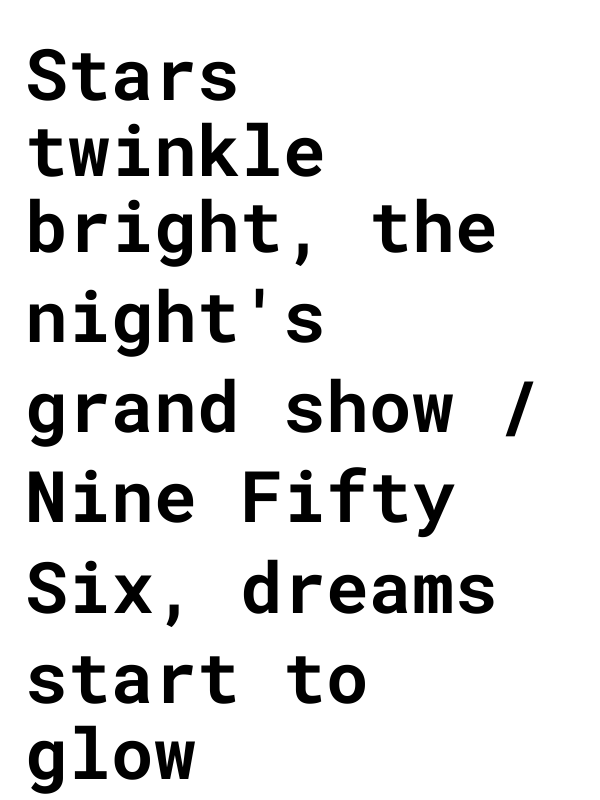 Stars
twinkle
bright, the
night's
grand show /
Nine Fifty
Six, dreams
start to
glow